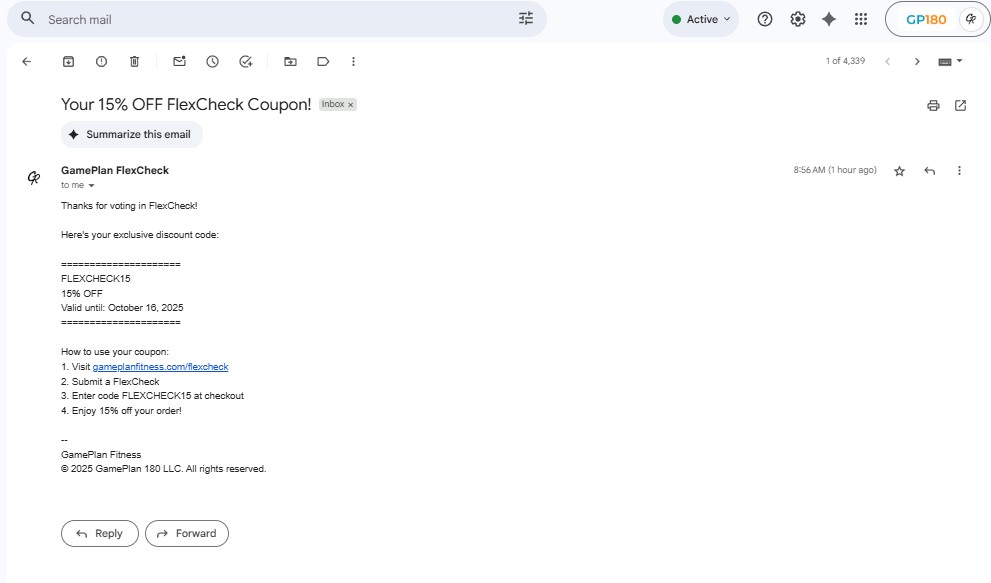 Search mail
Active
GP180
1 of 4,339
Your 15% OFF FlexCheck Coupon!
Inbox x
Summarize this email
GamePlan FlexCheck
8:56 AM (1 hour ago)
to me
Thanks for voting in FlexCheck!
Here's your exclusive discount code:
=====================
FLEXCHECK15
15% OFF
Valid until: October 16, 2025
=====================
How to use your coupon:
1. Visit gameplanfitness.com/flexcheck
2. Submit a FlexCheck
3. Enter code FLEXCHECK15 at checkout
4. Enjoy 15% off your order!
--
GamePlan Fitness
© 2025 GamePlan 180 LLC. All rights reserved.
Reply
Forward